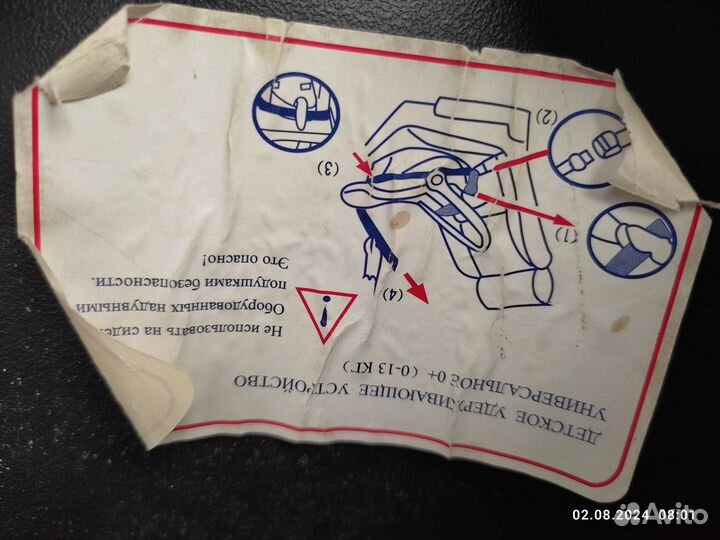 ДЕТСКОЕ УДЕРЖИВАЮЩЕЕ УСТРОЙСТВО
УНИВЕРСАЛЬНОЕ 0+ (0-13 КГ)
Не использовать на
Оборудованных надувными
подушками безопасности.
Это опасно!
(4)
(1)
(3)
(2)
02.08.2024 08:01
Avito